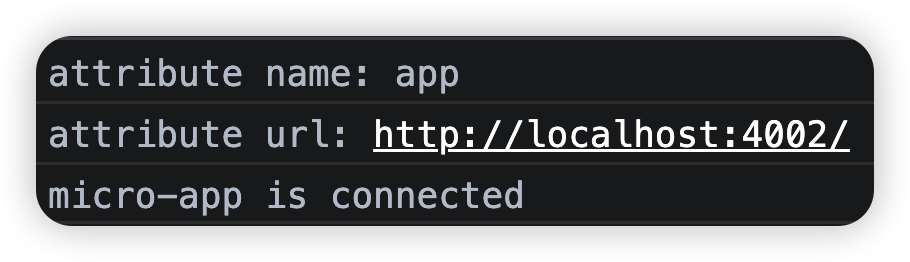 attribute name: app
attribute url: http://localhost:4002/
micro-app is connected